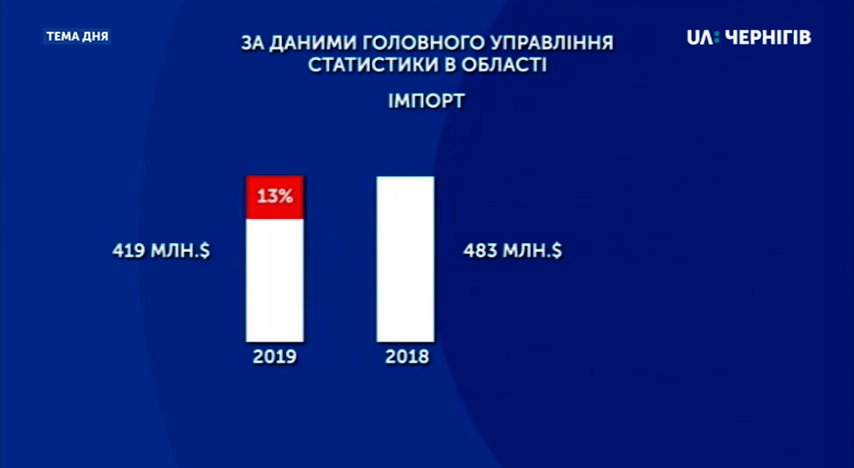 ТЕМА ДНЯ
UA: ЧЕРНІГІВ
ЗА ДАНИМИ ГОЛОВНОГО УПРАВЛІННЯ
СТАТИСТИКИ В ОБЛАСТІ
ІМПОРТ
13%
419 МЛН.$
483 МЛН.$
2019
2018